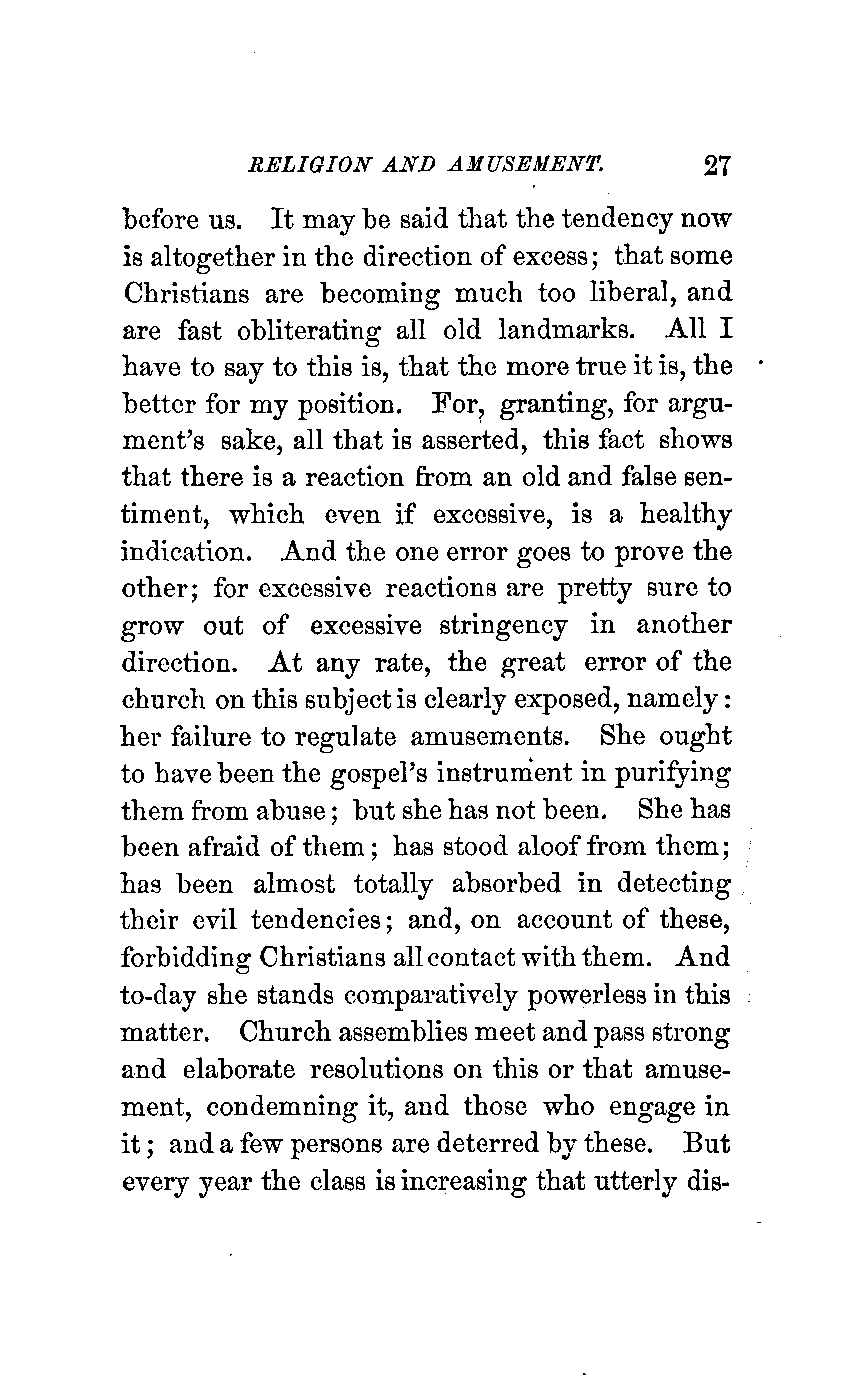 RELIGION AND AMUSEMENT. 27
before us. It may be said that the tendency now
is altogether in the direction of excess; that some
Christians are becoming much too liberal, and
are fast obliterating all old landmarks. All I
have to say to this is, that the more true it is, the
better for my position. For, granting, for argu-
ment's sake, all that is asserted, this fact shows
that there is a reaction from an old and false sen-
timent, which even if excessive, is a healthy
indication. And the one error goes to prove the
other; for excessive reactions are pretty sure to
grow out of excessive stringency in another
direction. At any rate, the great error of the
church on this subject is clearly exposed, namely:
her failure to regulate amusements. She ought
to have been the gospel's instrument in purifying
them from abuse; but she has not been. She has
been afraid of them; has stood aloof from them;
has been almost totally absorbed in detecting
their evil tendencies; and, on account of these,
forbidding Christians all contact with them. And
to-day she stands comparatively powerless in this
matter. Church assemblies meet and pass strong
and elaborate resolutions on this or that amuse-
ment, condemning it, and those who engage in
it; and a few persons are deterred by these. But
every year the class is increasing that utterly dis-